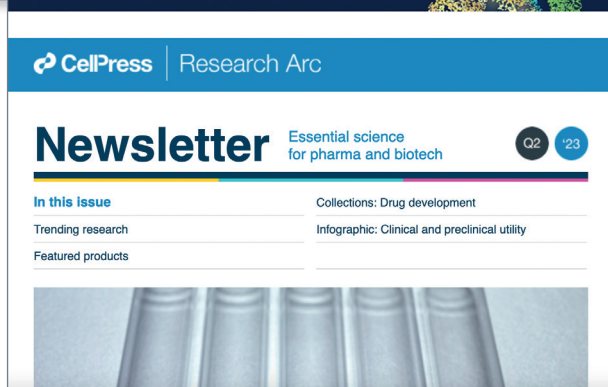 CellPress Research Arc
Newsletter
Essential science
for pharma and biotech
Q2 '23
In this issue
Trending research
Featured products
Collections: Drug development
Infographic: Clinical and preclinical utility